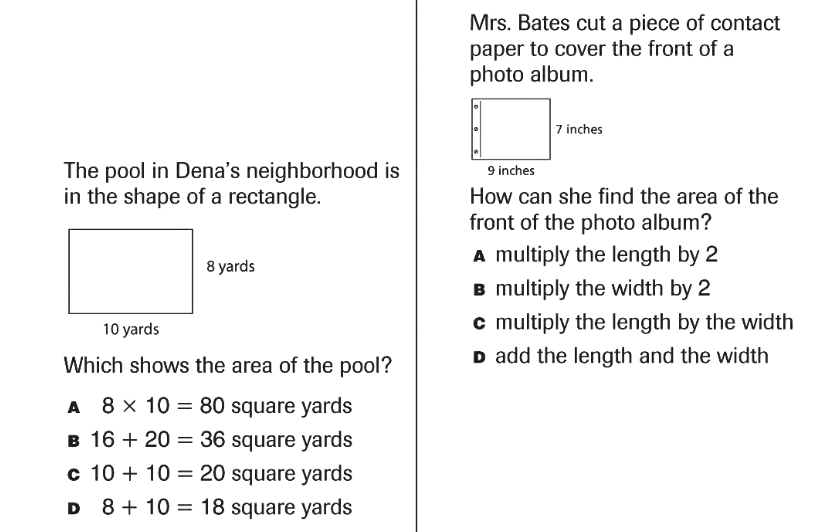 The pool in Dena's neighborhood is
in the shape of a rectangle.
8 yards
10 yards
Which shows the area of the pool?
A 8 × 10 = 80 square yards
B 16 + 20 = 36 square yards
C 10 + 10 = 20 square yards
D 8 + 10 = 18 square yards
Mrs. Bates cut a piece of contact
paper to cover the front of a
photo album.
7 inches
9 inches
How can she find the area of the
front of the photo album?
A multiply the length by 2
B multiply the width by 2
C multiply the length by the width
D add the length and the width